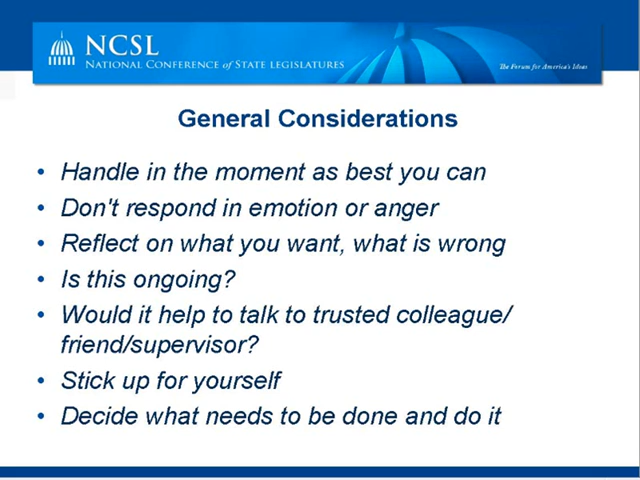 NCSL
NATIONAL CONFERENCE of STATE LEGISLATURES
The Forum for America's Ideas
General Considerations
• Handle in the moment as best you can
• Don't respond in emotion or anger
• Reflect on what you want, what is wrong
• Is this ongoing?
• Would it help to talk to trusted colleague/
friend/supervisor?
• Stick up for yourself
• Decide what needs to be done and do it